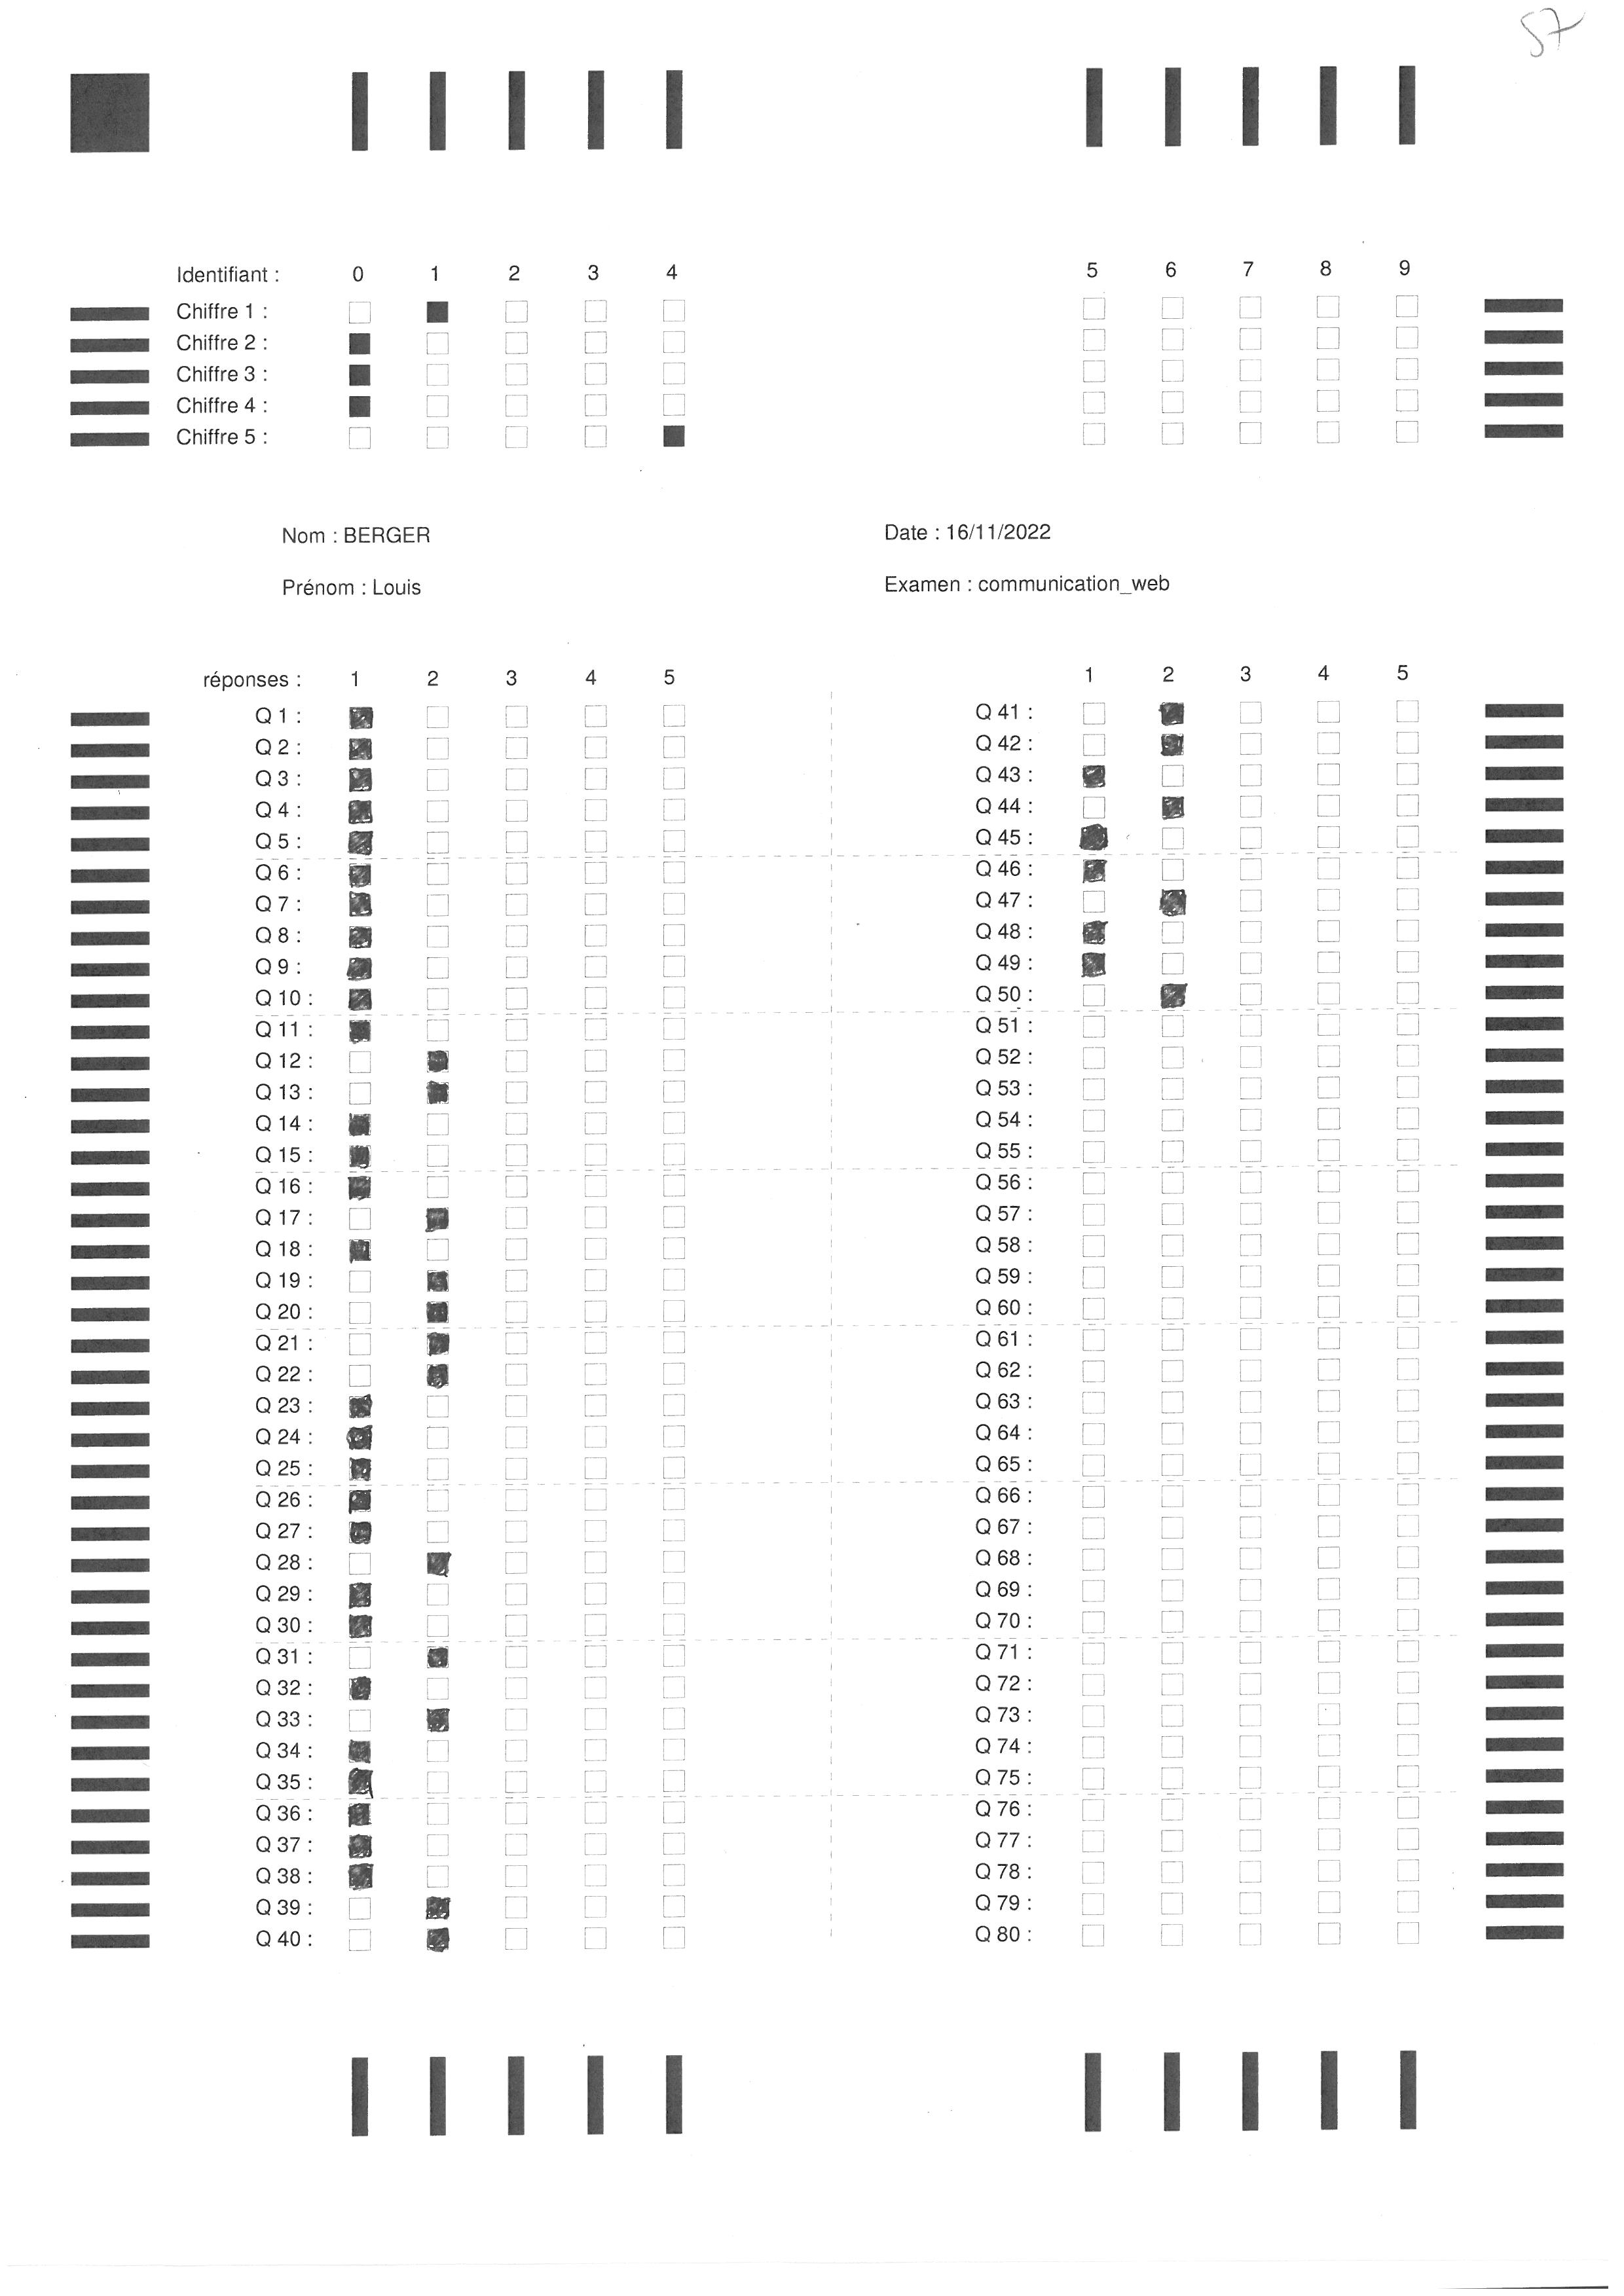 57
Identifiant : 0 1 2 3 4 5 6 7 8 9
Chiffre 1 :
Chiffre 2 :
Chiffre 3 :
Chiffre 4 :
Chiffre 5 :
Nom : BERGER
Date : 16/11/2022
Prénom : Louis
Examen : communication_web
réponses : 1 2 3 4 5 1 2 3 4 5
Q 1 : Q 41 :
Q 2 : Q 42 :
Q 3 : Q 43 :
Q 4 : Q 44 :
Q 5 : Q 45 :
Q 6 : Q 46 :
Q 7 : Q 47 :
Q 8 : Q 48 :
Q 9 : Q 49 :
Q 10 : Q 50 :
Q 11 : Q 51 :
Q 12 : Q 52 :
Q 13 : Q 53 :
Q 14 : Q 54 :
Q 15 : Q 55 :
Q 16 : Q 56 :
Q 17 : Q 57 :
Q 18 : Q 58 :
Q 19 : Q 59 :
Q 20 : Q 60 :
Q 21 : Q 61 :
Q 22 : Q 62 :
Q 23 : Q 63 :
Q 24 : Q 64 :
Q 25 : Q 65 :
Q 26 : Q 66 :
Q 27 : Q 67 :
Q 28 : Q 68 :
Q 29 : Q 69 :
Q 30 : Q 70 :
Q 31 : Q 71 :
Q 32 : Q 72 :
Q 33 : Q 73 :
Q 34 : Q 74 :
Q 35 : Q 75 :
Q 36 : Q 76 :
Q 37 : Q 77 :
Q 38 : Q 78 :
Q 39 : Q 79 :
Q 40 : Q 80 :